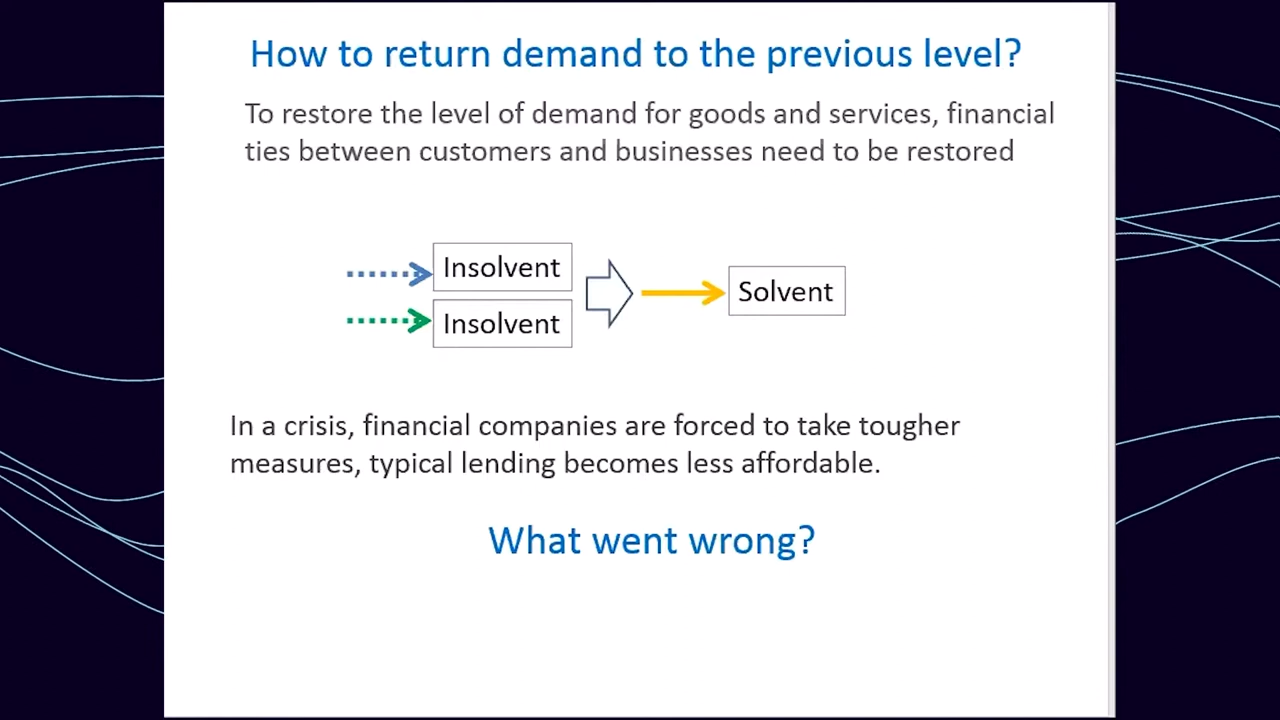 How to return demand to the previous level?
To restore the level of demand for goods and services, financial
ties between customers and businesses need to be restored
Insolvent
Insolvent
Solvent
In a crisis, financial companies are forced to take tougher
measures, typical lending becomes less affordable.
What went wrong?